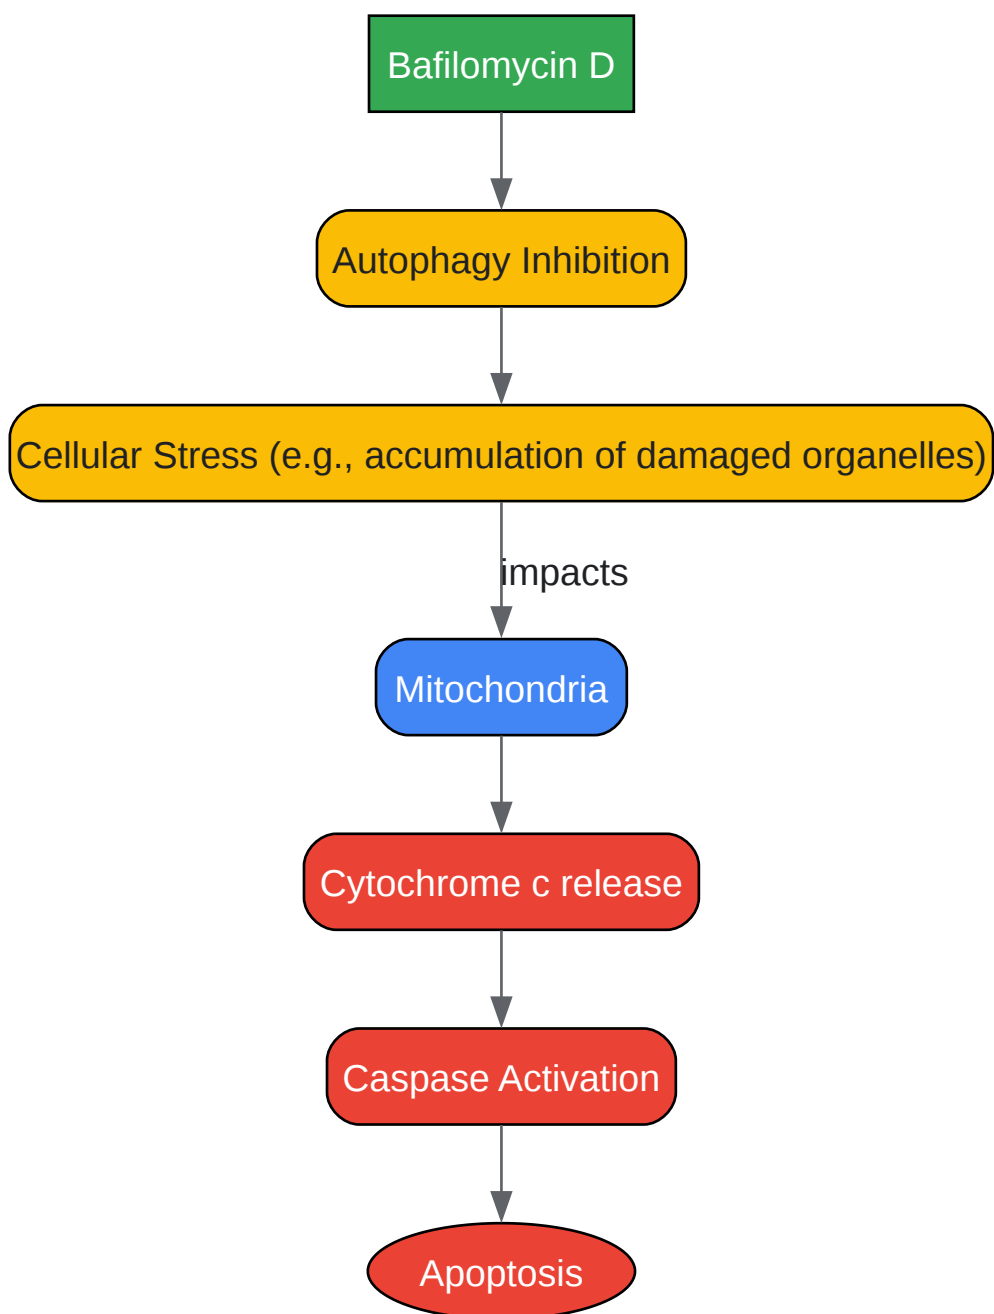 Bafilomycin D
Autophagy Inhibition
Cellular Stress (e.g., accumulation of damaged organelles)
impacts
Mitochondria
Cytochrome c release
Caspase Activation
Apoptosis